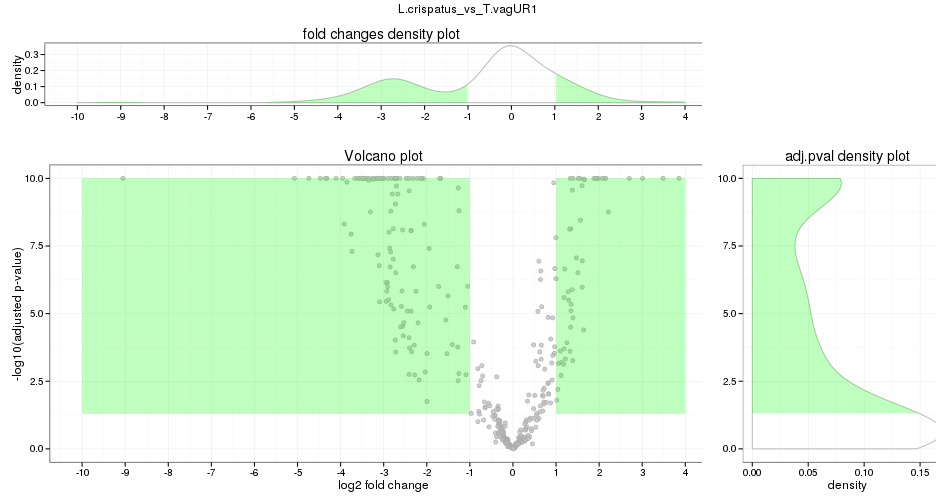 L.crispatus_vs_T.vagUR1
fold changes density plot
density
0.3
0.2
0.1
0.0
-10 -9 -8 -7 -6 -5 -4 -3 -2 -1 0 1 2 3 4
Volcano plot
-log10(adjusted p-value)
10.0
7.5
5.0
2.5
0.0
-10 -9 -8 -7 -6 -5 -4 -3 -2 -1 0 1 2 3 4
log2 fold change
adj.pval density plot
10.0
7.5
5.0
2.5
0.0
0.00 0.05 0.10 0.15
density